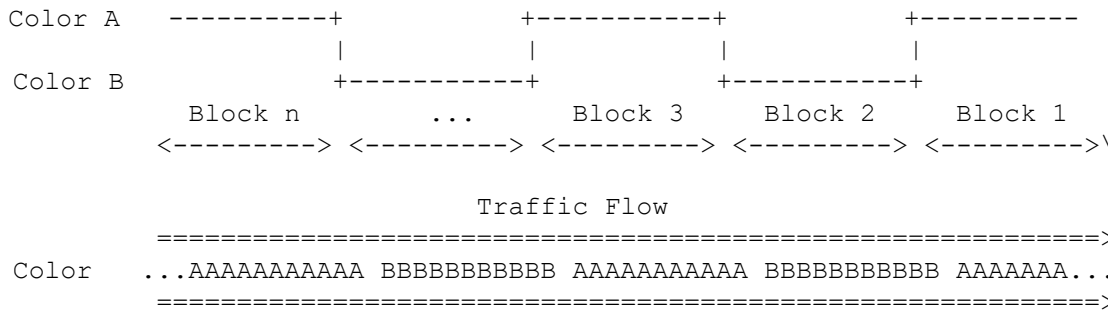 Color A   -----------+           +-----------+           +----------
                     |           |           |           |
Color B              +-----------+           +-----------+
           Block n        ...      Block 3     Block 2     Block 1
         <---------> <---------> <---------> <---------> <--------->\
                             Traffic Flow
         ===========================================================>
Color   ...AAAAAAAAAAA BBBBBBBBBBB AAAAAAAAAAA BBBBBBBBBBB AAAAAAA...
         ===========================================================>